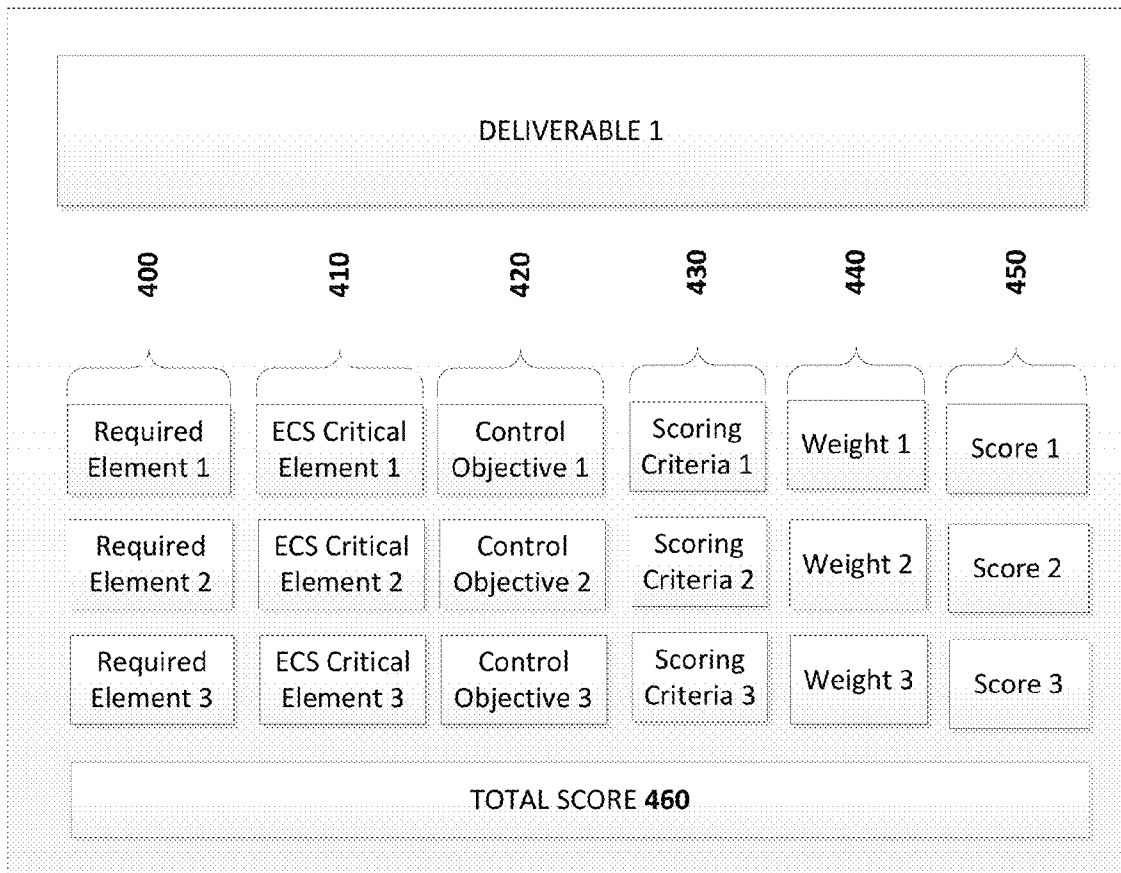 DELIVERABLE 1
400
410
420
430
440
450
Required
Element 1
ECS Critical
Element 1
Control
Objective 1
Scoring
Criteria 1
Weight 1
Score 1
Required
Element 2
ECS Critical
Element 2
Control
Objective 2
Scoring
Criteria 2
Weight 2
Score 2
Required
Element 3
ECS Critical
Element 3
Control
Objective 3
Scoring
Criteria 3
Weight 3
Score 3
TOTAL SCORE 460